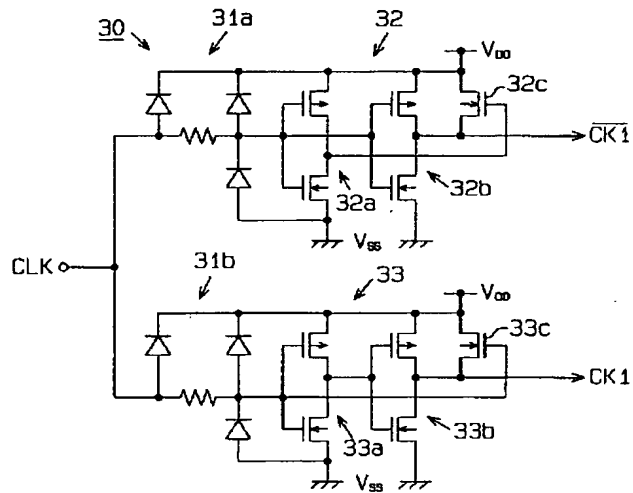 30
31a
32
V_DD
32c
CK1
32a
32b
V_SS
CLK
31b
33
V_DD
33c
CK1
33a
33b
V_SS